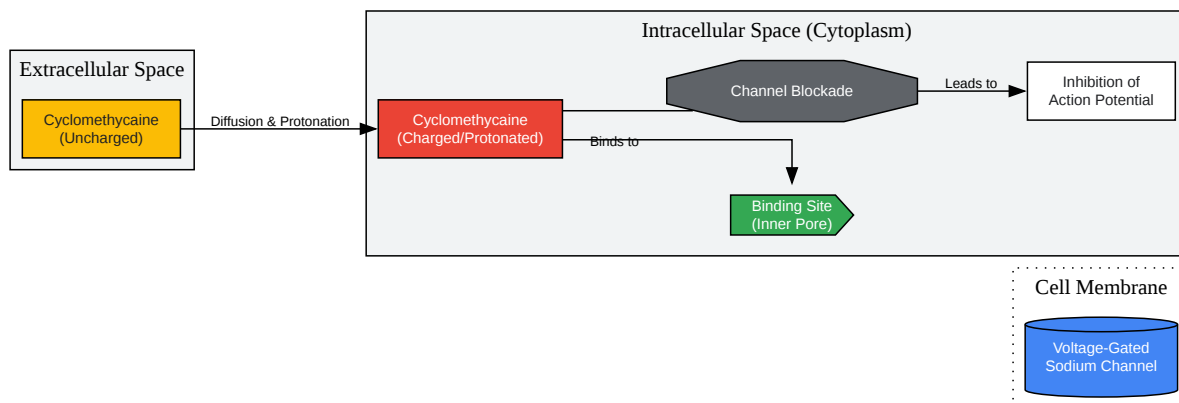 Intracellular Space (Cytoplasm)
Extracellular Space
Channel Blockade
Leads to
Inhibition of
Action Potential
Cyclomethycaine
(Uncharged)
Diffusion & Protonation
Cyclomethycaine
(Charged/Protonated)
Binds to
Binding Site
(Inner Pore)
Cell Membrane
Voltage-Gated
Sodium Channel